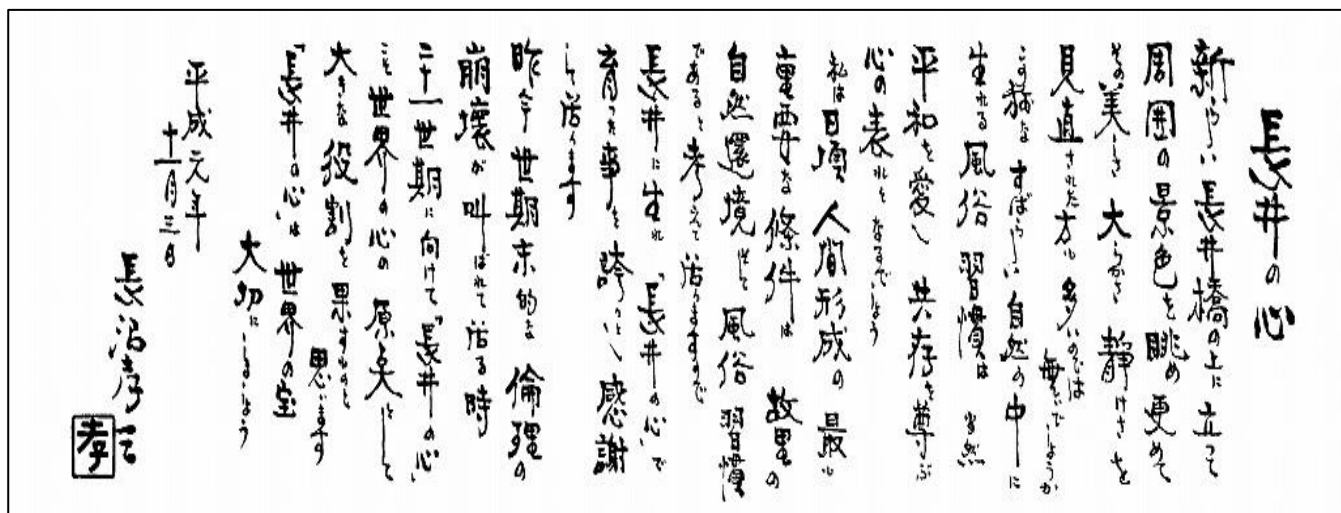 長井の心
新らしい長井橋の上に立って
周囲の景色を眺め更めて
その美しさ 大らかさ 静けさを
見直された方も多いのでは
無いでしょうか
この様な すばらしい自然の中に
生れる風俗 習慣は 当然
平和を愛し 共存を尊ぶ
心の表れと なるでしょう
私は日頃 人間形成の最も
重要な條件は 故里の
自然還境 そして 風俗 習慣
であると考えて居りますので
長井に生れ 「長井の心」で
育った事を 誇りとし 感謝
して居ります
昨今 世期末的な 倫理の
崩壊が叫ばれて居る時
二十一世期に向けて「長井の心」
こそ 世界の心の 原点として
大きな役割を 果すものと
思います
「長井の心」は 世界の宝
大切にしましょう
平成元年
十一月三日
長沼孝
孝